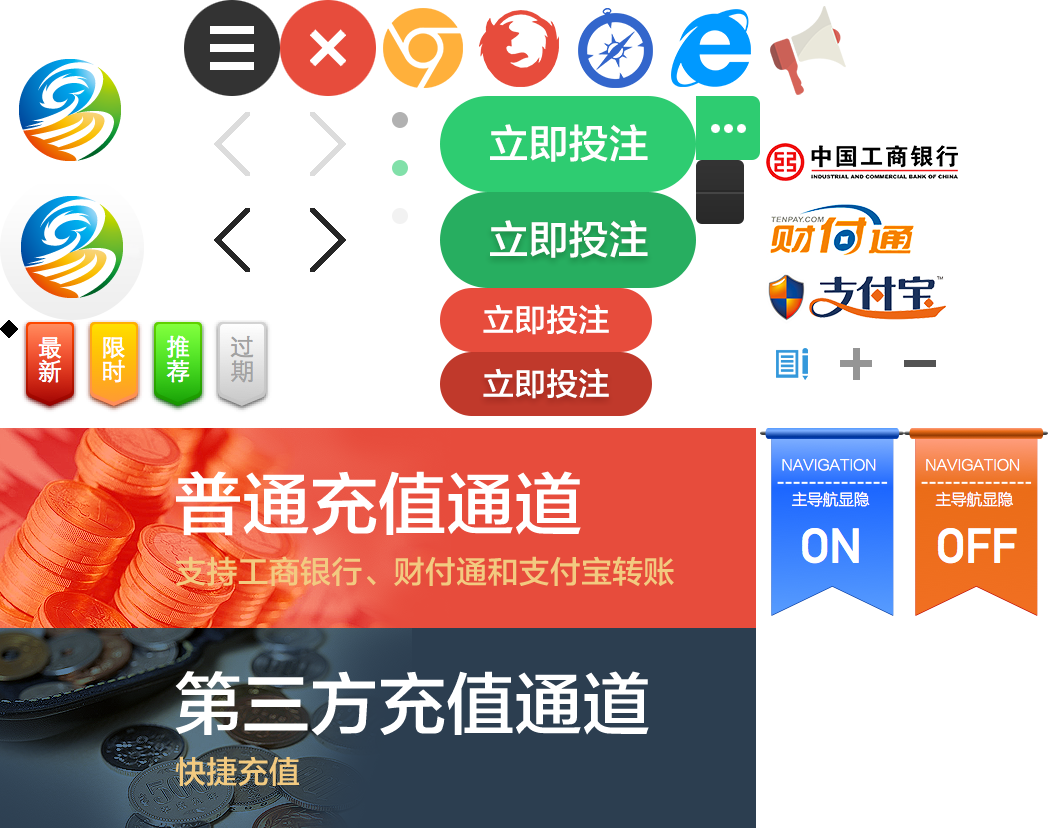 立即投注
立即投注
立即投注
立即投注
中国工商银行
INDUSTRIAL AND COMMERCIAL BANK OF CHINA
TENPAY.COM
财付通
支付宝™
最新
限时
推荐
过期
普通充值通道
支持工商银行、财付通和支付宝转账
第三方充值通道
快捷充值
NAVIGATION
主导航显隐
ON
NAVIGATION
主导航显隐
OFF